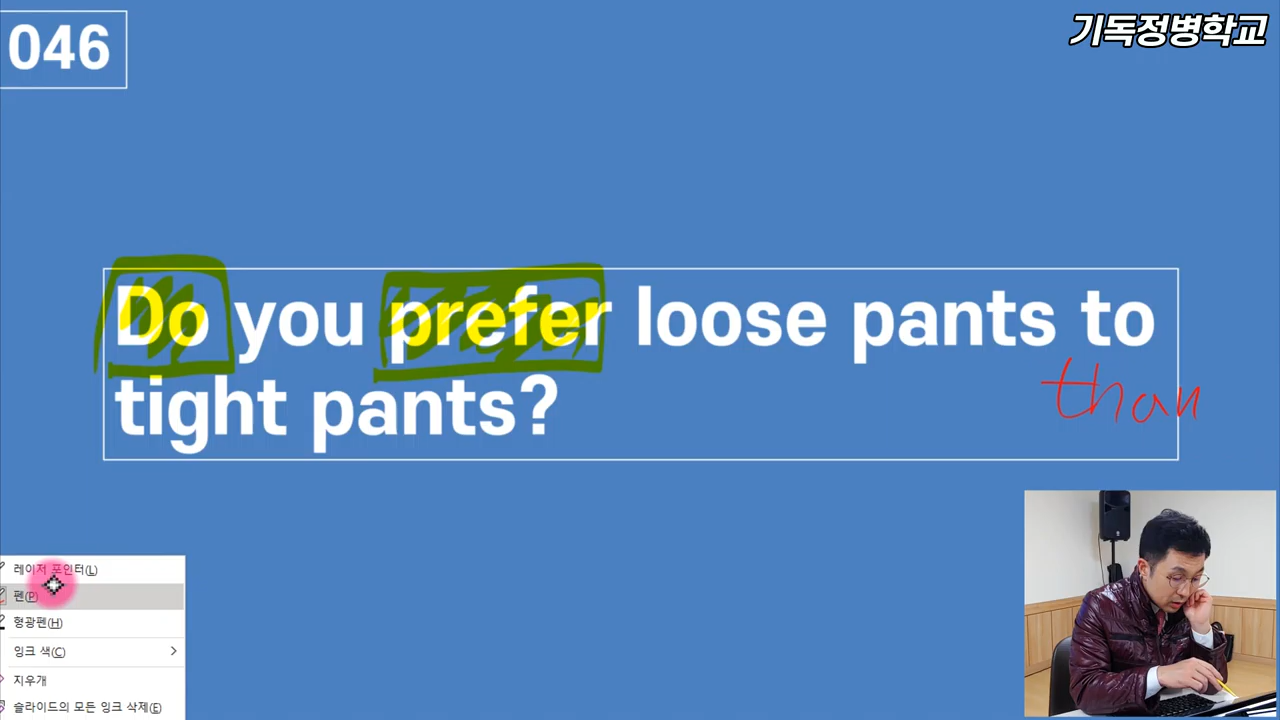 046
기독정병학교
Do you prefer loose pants to
than
tight pants?
레이저 포인터(L)
펜(P)
형광펜(H)
잉크 색(C)
지우개
슬라이드의 모든 잉크 삭제(E)